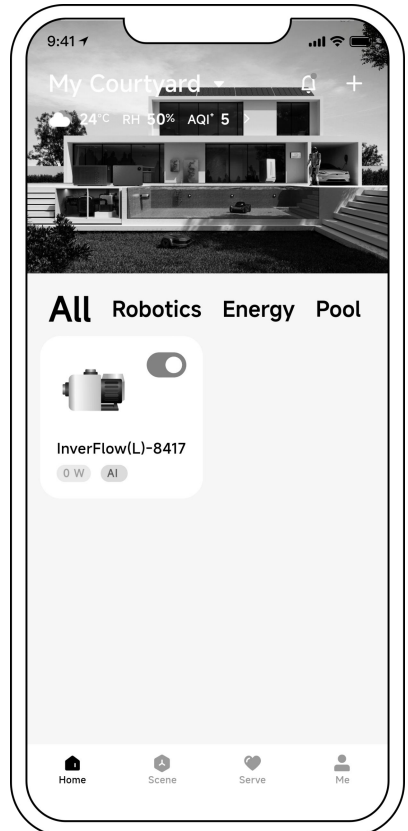 9:41
My Courtyard
24°C RH 50% AQI* 5
All Robotics Energy Pool
InverFlow(L)-8417
0 W AI
Home Scene Serve Me